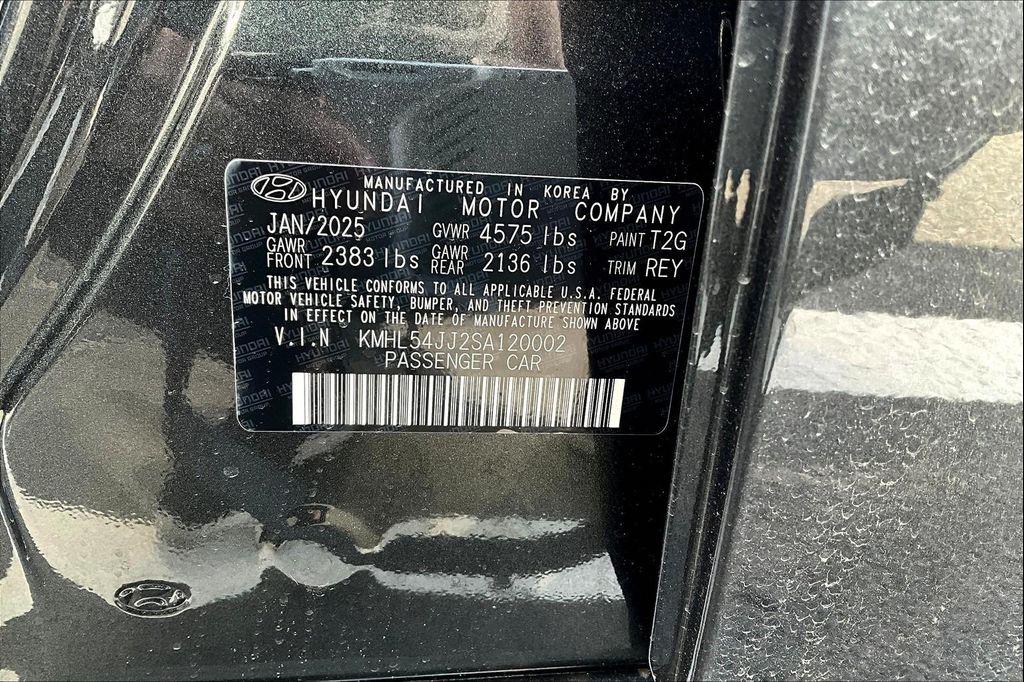 MANUFACTURED IN KOREA BY
HYUNDAI MOTOR COMPANY
JAN/2025 GVWR 4575 lbs PAINT T2G
GAWR FRONT 2383 lbs GAWR REAR 2136 lbs TRIM REY
THIS VEHICLE CONFORMS TO ALL APPLICABLE U.S.A. FEDERAL
MOTOR VEHICLE SAFETY, BUMPER, AND THEFT PREVENTION STANDARDS
IN EFFECT ON THE DATE OF MANUFACTURE SHOWN ABOVE
V.I.N KMHL54JJ2SA120002
PASSENGER CAR